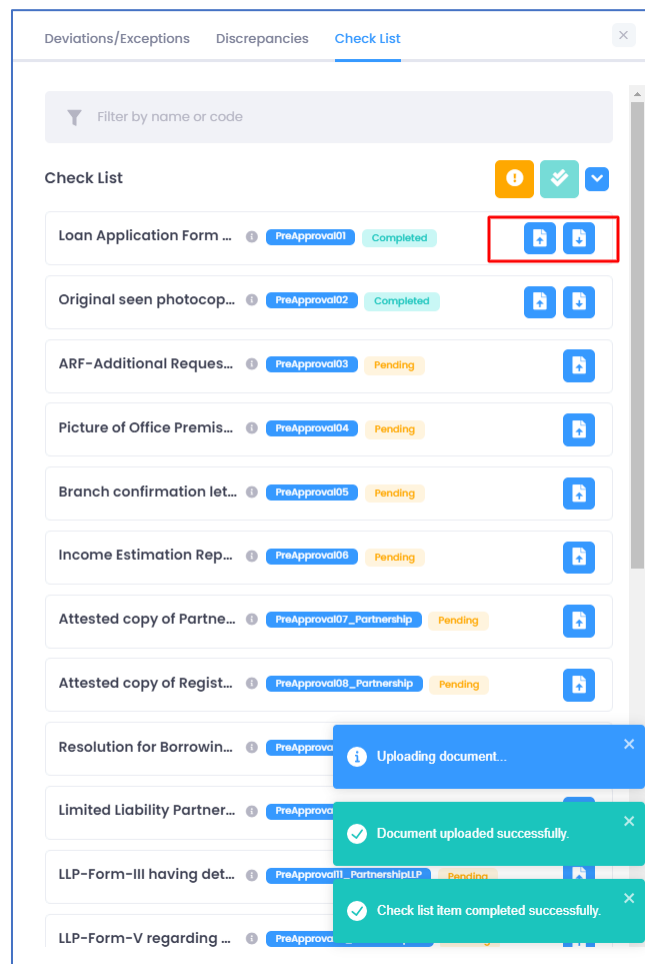 Deviations/Exceptions Discrepancies Check List
Filter by name or code
Check List
Loan Application Form ... PreApproval01 Completed
Original seen photocop... PreApproval02 Completed
ARF-Additional Reques... PreApproval03 Pending
Picture of Office Premis... PreApproval04 Pending
Branch confirmation let... PreApproval05 Pending
Income Estimation Rep... PreApproval06 Pending
Attested copy of Partne... PreApproval07_Partnership Pending
Attested copy of Regist... PreApproval08_Partnership Pending
Resolution for Borrowin... PreAppro
Uploading document...
Limited Liability Partner... PreApprova
Document uploaded successfully.
LLP-Form-III having det... PreApproval11_PartnershipLLP Pending
Check list item completed successfully.
LLP-Form-V regarding ... PreApprova